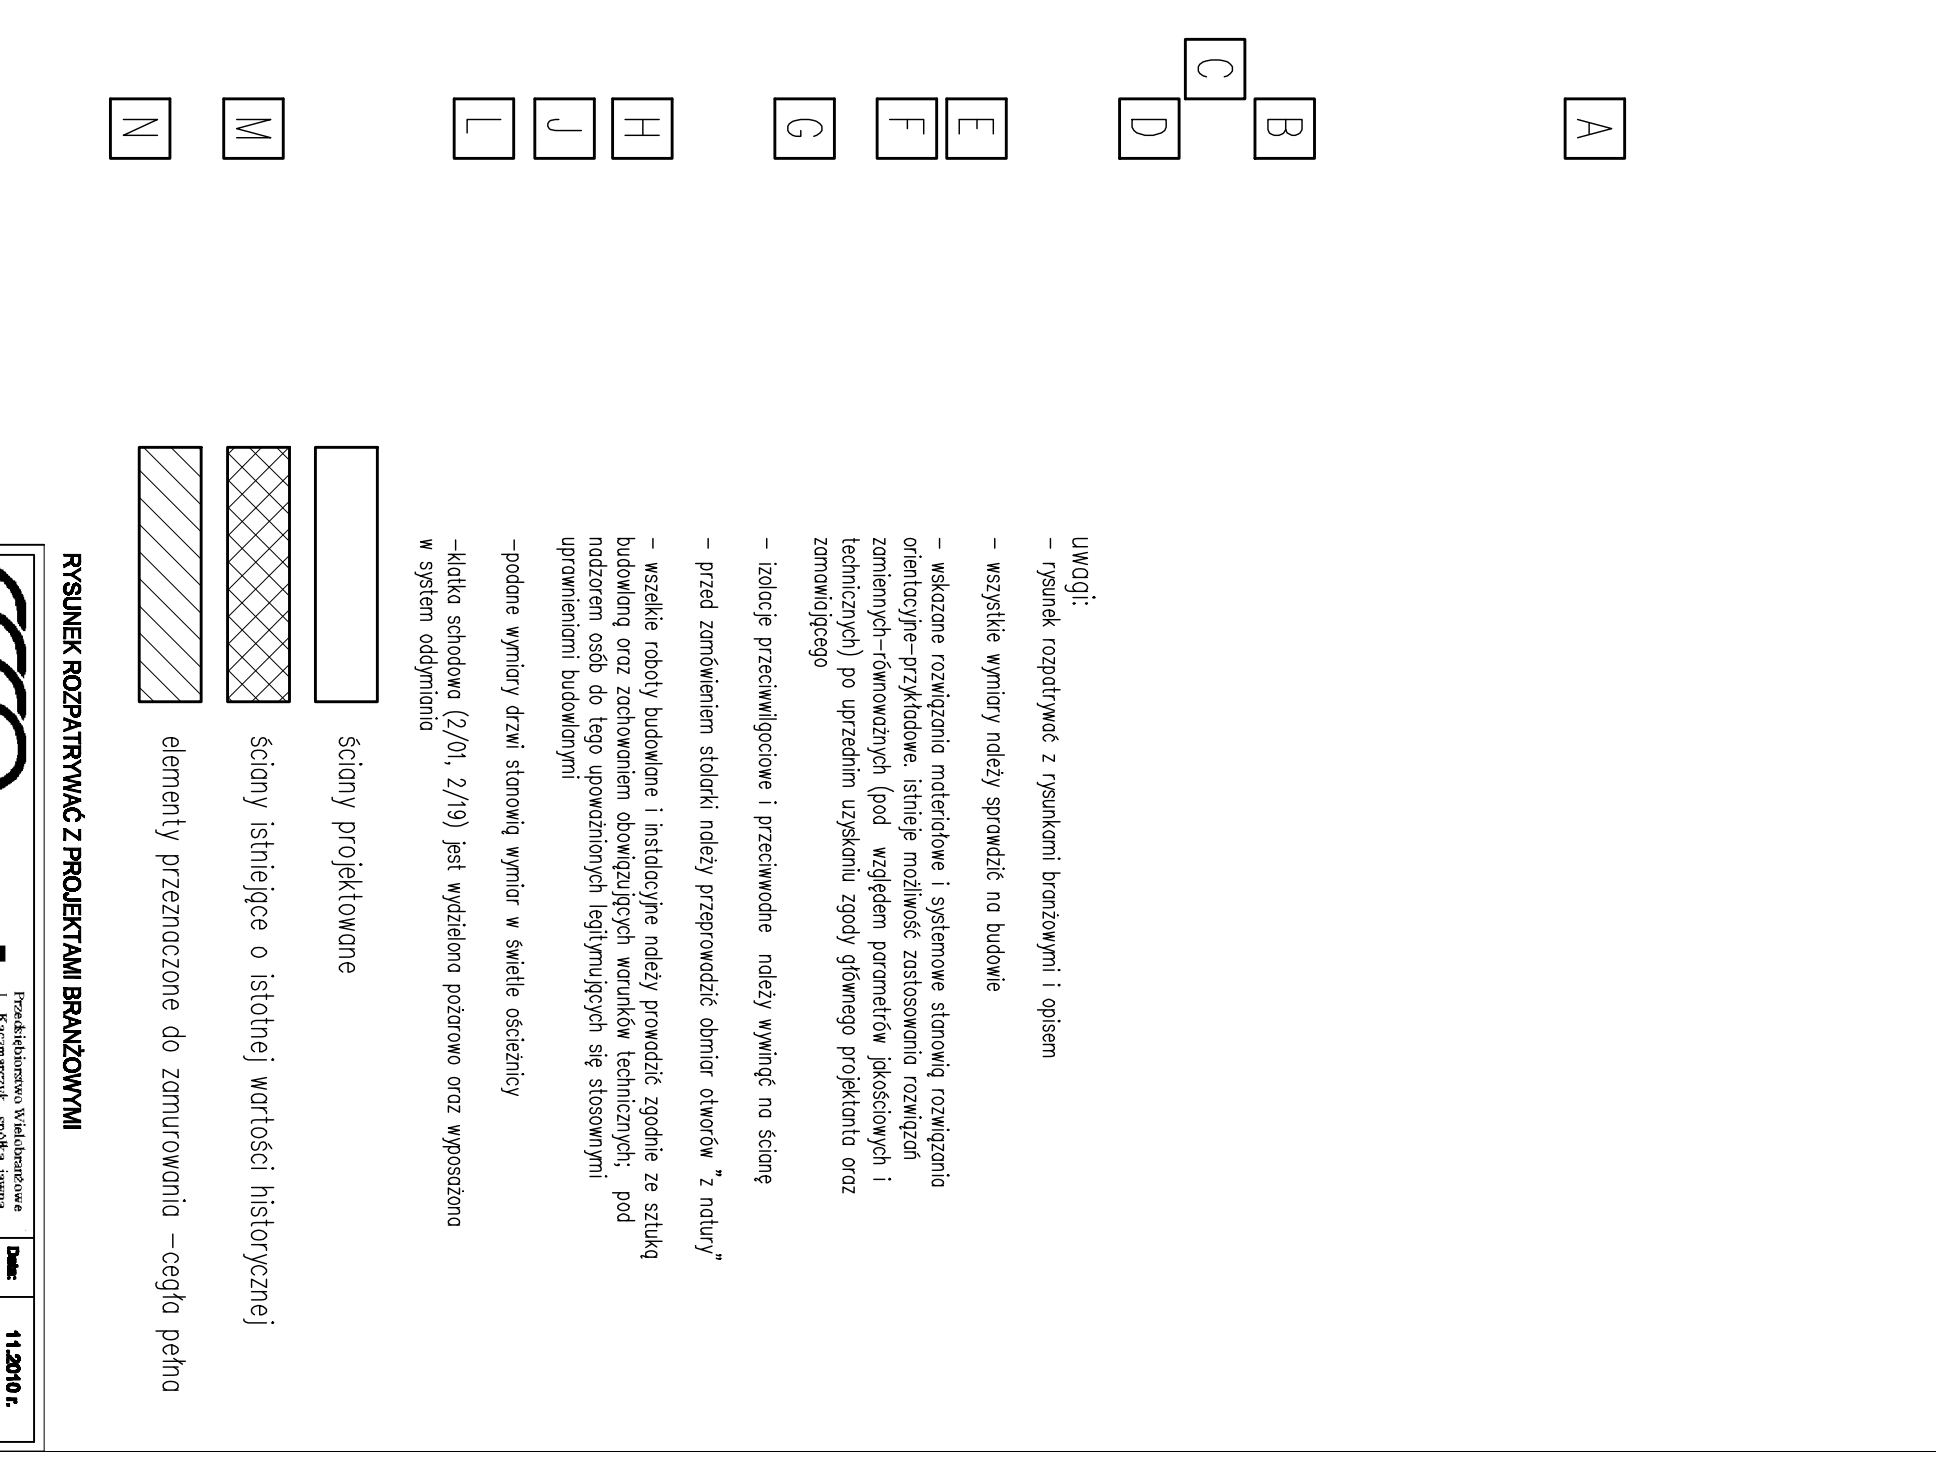 A
B
C
D
E
F
G
H
J
L
M
N
uwagi:
– rysunek rozpatrywać z rysunkami branżowymi i opisem
– wszystkie wymiary należy sprawdzić na budowie
– wskazane rozwiązania materiałowe i systemowe stanowią rozwiązania
orientacyjne–przykładowe. istnieje możliwość zastosowania rozwiązań
zamiennych–równoważnych (pod względem parametrów jakościowych i
technicznych) po uprzednim uzyskaniu zgody głównego projektanta oraz
zamawiającego
– izolacje przeciwwilgociowe i przeciwwodne należy wywinąć na ścianę
– przed zamówieniem stolarki należy przeprowadzić obmiar otworów "z natury"
– wszelkie roboty budowlane i instalacyjne należy prowadzić zgodnie ze sztuką
budowlaną oraz zachowaniem obowiązujących warunków technicznych; pod
nadzorem osób do tego upoważnionych legitymujących się stosownymi
uprawnieniami budowlanymi
–podane wymiary drzwi stanowią wymiar w świetle ościeżnicy
–klatka schodowa (2/01, 2/19) jest wydzielona pożarowo oraz wyposażona
w system oddymiania
ściany projektowane
ściany istniejące o istotnej wartości historycznej
elementy przeznaczone do zamurowania –cegła pełna
RYSUNEK ROZPATRYWAĆ Z PROJEKTAMI BRANŻOWYMI
Przedsiębiorstwo Wielobranżowe
Kaczmarczyk spółka jawna
Data:
11.2010 r.